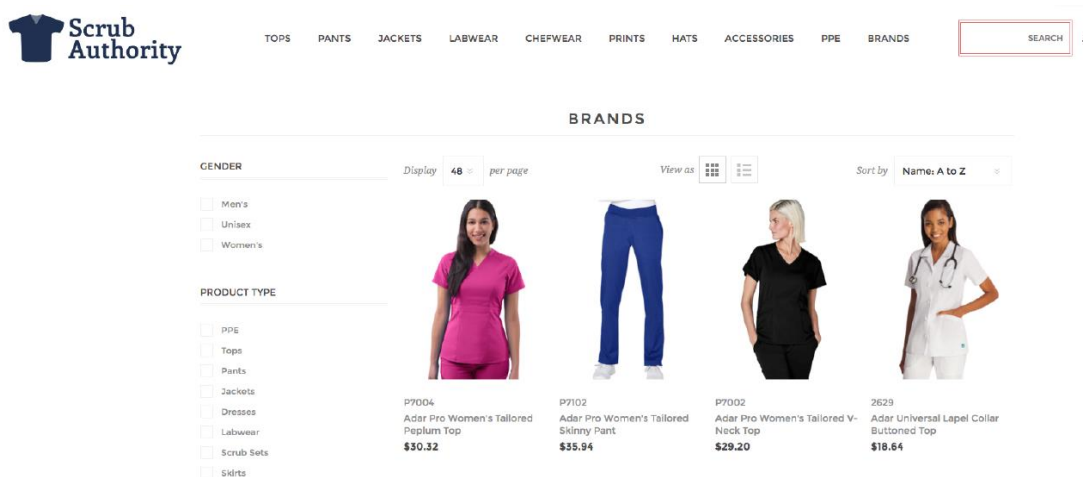 Scrub
Authority
TOPS PANTS JACKETS LABWEAR CHEFWEAR PRINTS HATS ACCESSORIES PPE BRANDS SEARCH
BRANDS
GENDER
Men's
Unisex
Women's
PRODUCT TYPE
PPE
Tops
Pants
Jackets
Dresses
Labwear
Scrub Sets
Skirts
Display 48 per page View as Sort by Name: A to Z
P7004
Adar Pro Women's Tailored
Peplum Top
$30.32
P7102
Adar Pro Women's Tailored
Skinny Pant
$35.94
P7002
Adar Pro Women's Tailored V-
Neck Top
$29.20
2629
Adar Universal Lapel Collar
Buttoned Top
$18.64